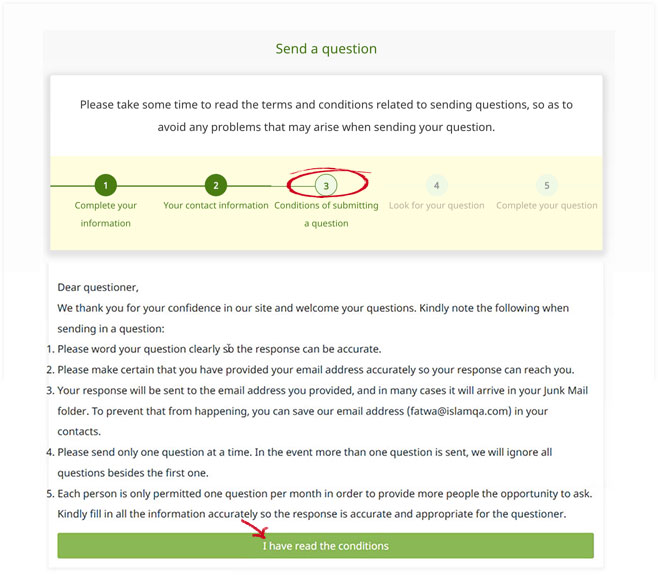 Send a question
Please take some time to read the terms and conditions related to sending questions, so as to
avoid any problems that may arise when sending your question.
1 2 3 4 5
Complete your Your contact information Conditions of submitting Look for your question Complete your question
information a question
Dear questioner,
We thank you for your confidence in our site and welcome your questions. Kindly note the following when
sending in a question:
1. Please word your question clearly so the response can be accurate.
2. Please make certain that you have provided your email address accurately so your response can reach you.
3. Your response will be sent to the email address you provided, and in many cases it will arrive in your Junk Mail
folder. To prevent that from happening, you can save our email address (fatwa@islamqa.com) in your
contacts.
4. Please send only one question at a time. In the event more than one question is sent, we will ignore all
questions besides the first one.
5. Each person is only permitted one question per month in order to provide more people the opportunity to ask.
Kindly fill in all the information accurately so the response is accurate and appropriate for the questioner.
I have read the conditions